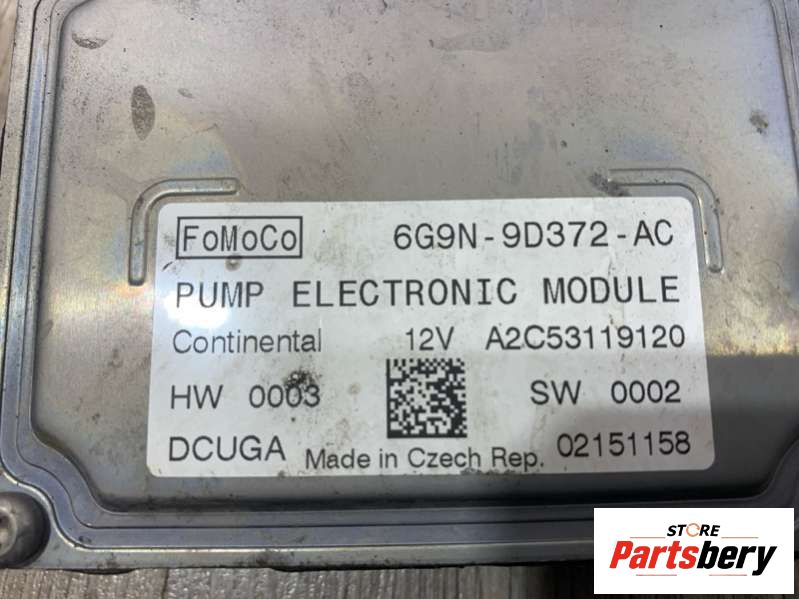 FoMoCo 6G9N-9D372-AC
PUMP ELECTRONIC MODULE
Continental 12V A2C53119120
HW 0003 SW 0002
DCUGA Made in Czech Rep. 02151158
STORE
Partsbery